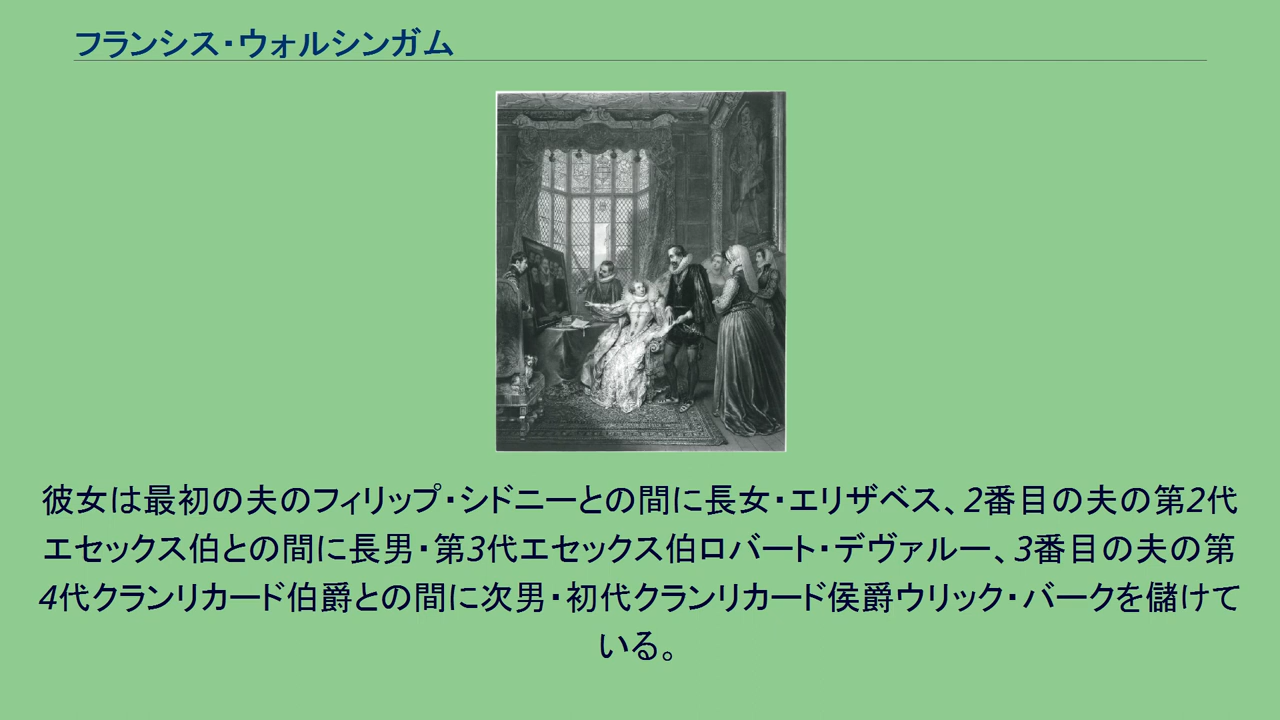 フランシス・ウォルシンガム
彼女は最初の夫のフィリップ・シドニーとの間に長女・エリザベス、2番目の夫の第2代
エセックス伯との間に長男・第3代エセックス伯ロバート・デヴァルー、3番目の夫の第
4代クランリカード伯爵との間に次男・初代クランリカード侯爵ウリック・バークを儲けて
いる。